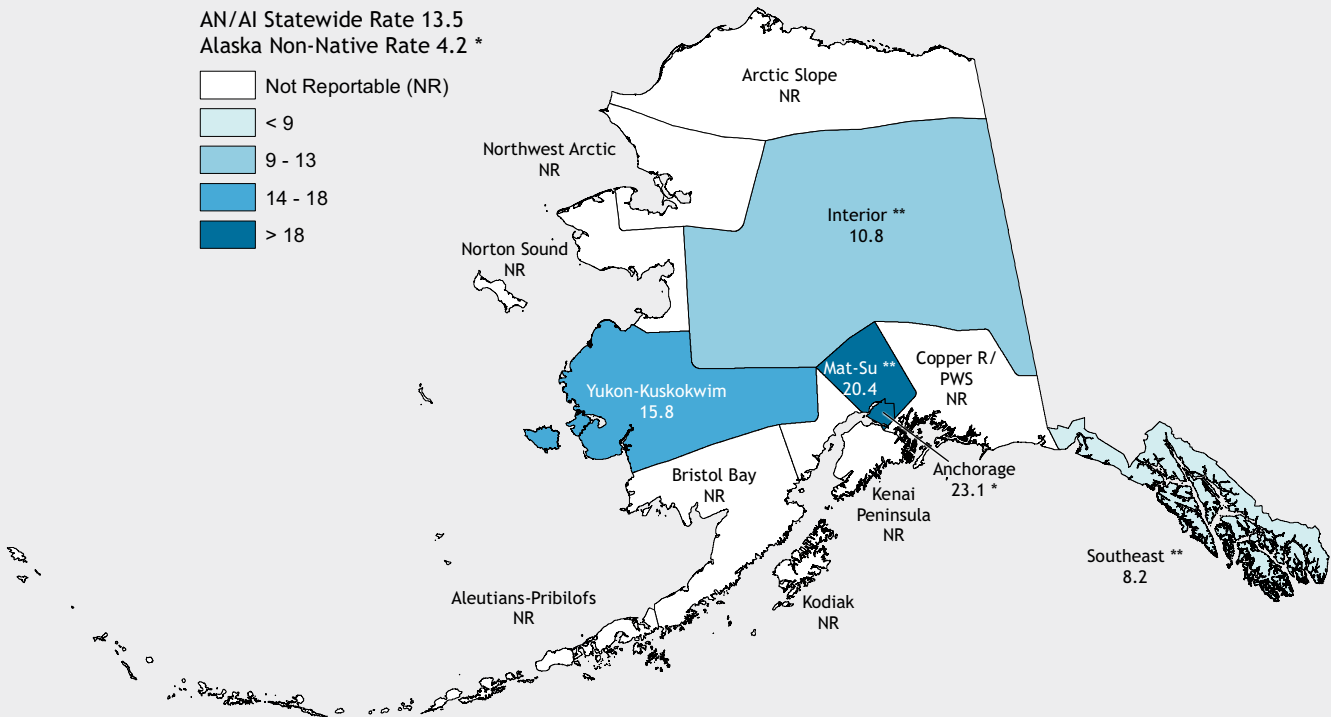 AN/AI Statewide Rate 13.5
Alaska Non-Native Rate 4.2 *
Not Reportable (NR)
< 9
9 - 13
14 - 18
> 18
Arctic Slope
NR
Northwest Arctic
NR
Interior **
10.8
Norton Sound
NR
Mat-Su **
20.4
Copper R/
PWS
NR
Yukon-Kuskokwim
15.8
Anchorage
23.1 *
Bristol Bay
NR
Kenai
Peninsula
NR
Southeast **
8.2
Aleutians-Pribilofs
NR
Kodiak
NR